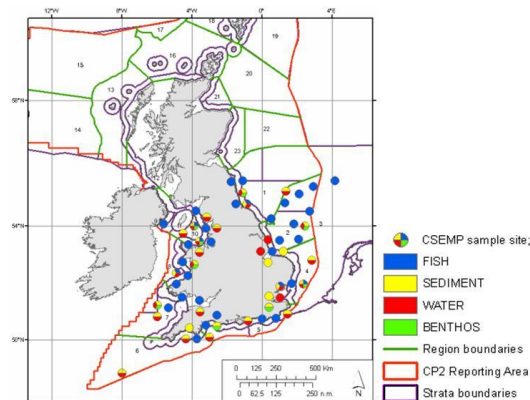 12°W
8°W
4°W
0°
4°E
17
18
19
16
15
20
13
21
14
22
23
1
2
3
4
5
6
7
10
50°N
CSEMP sample site;
FISH
SEDIMENT
WATER
BENTHOS
Region boundaries
CP2 Reporting Area
Strata boundaries
0 125 250 500 Km
0 62.5 125 250 n.m.
N